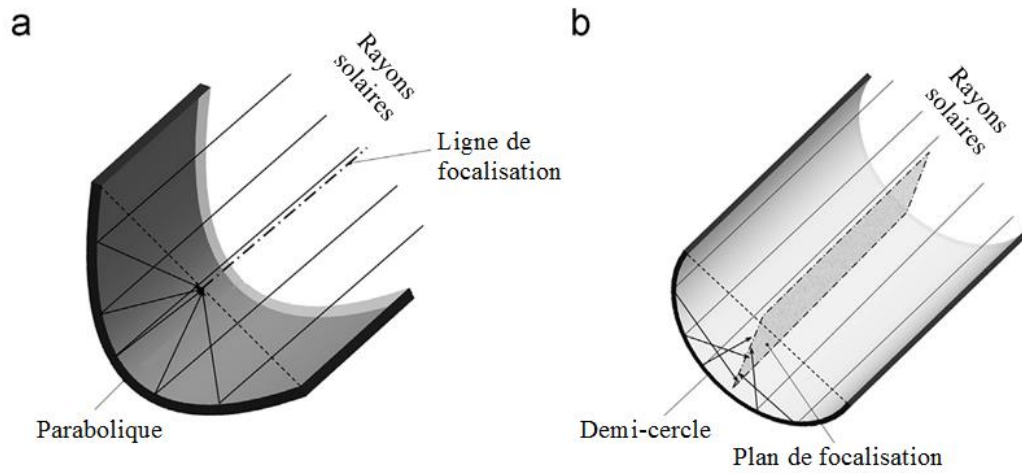 a
Rayons
solaires
Ligne de
focalisation
Parabolique
b
Rayons
solaires
Demi-cercle
Plan de focalisation